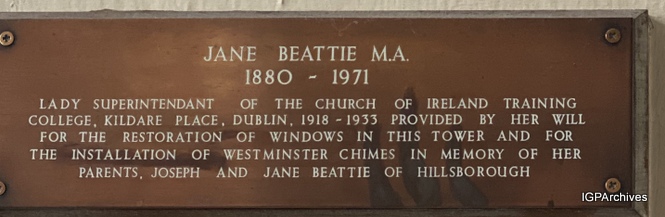 JANE BEATTIE M.A.
1880 - 1971
LADY SUPERINTENDANT OF THE CHURCH OF IRELAND TRAINING
COLLEGE, KILDARE PLACE, DUBLIN, 1918 - 1933 PROVIDED BY HER WILL
FOR THE RESTORATION OF WINDOWS IN THIS TOWER AND FOR
THE INSTALLATION OF WESTMINSTER CHIMES IN MEMORY OF HER
PARENTS, JOSEPH AND JANE BEATTIE OF HILLSBOROUGH
IGPArchives